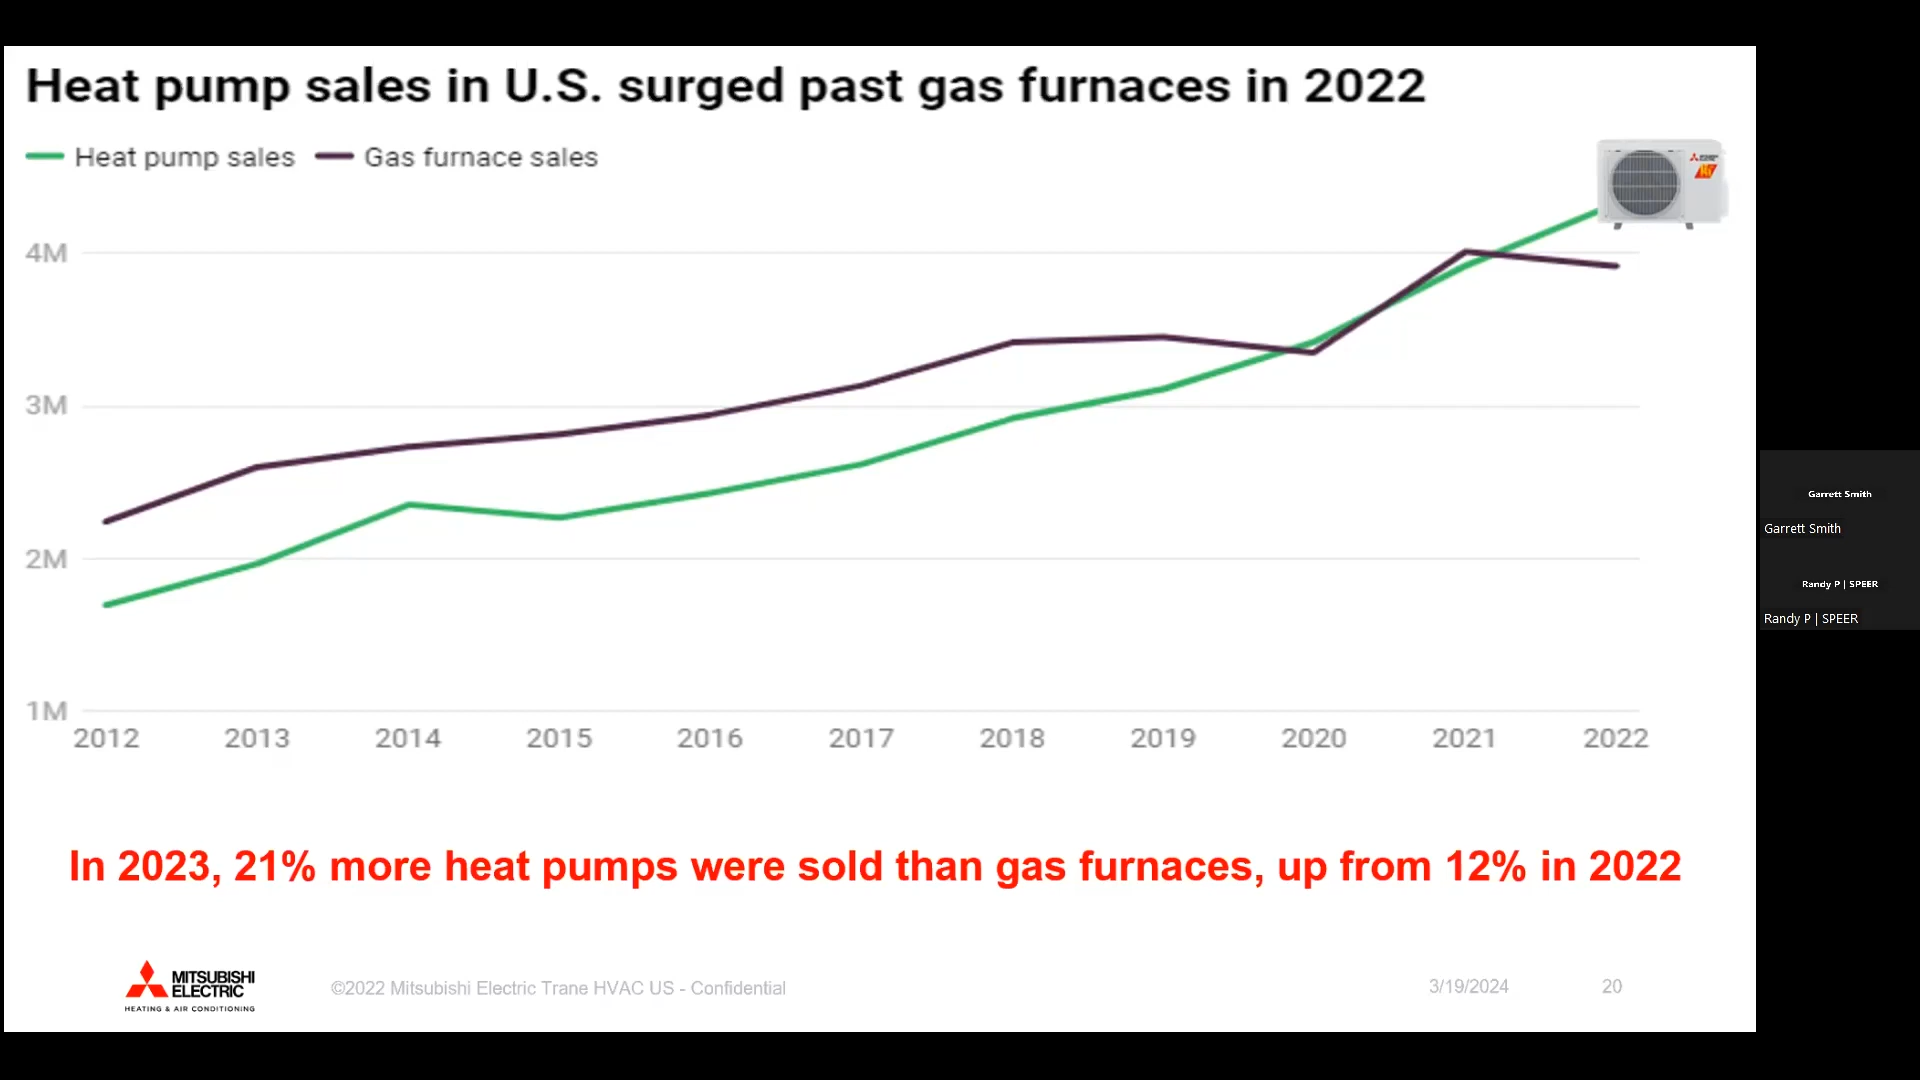 Heat pump sales in U.S. surged past gas furnaces in 2022
Heat pump sales Gas furnace sales
4M
3M
2M
1M
2012 2013 2014 2015 2016 2017 2018 2019 2020 2021 2022
In 2023, 21% more heat pumps were sold than gas furnaces, up from 12% in 2022
MITSUBISHI
ELECTRIC
HEATING & AIR CONDITIONING
©2022 Mitsubishi Electric Trane HVAC US - Confidential
3/19/2024 20
Garrett Smith
Garrett Smith
Randy P | SPEER
Randy P | SPEER